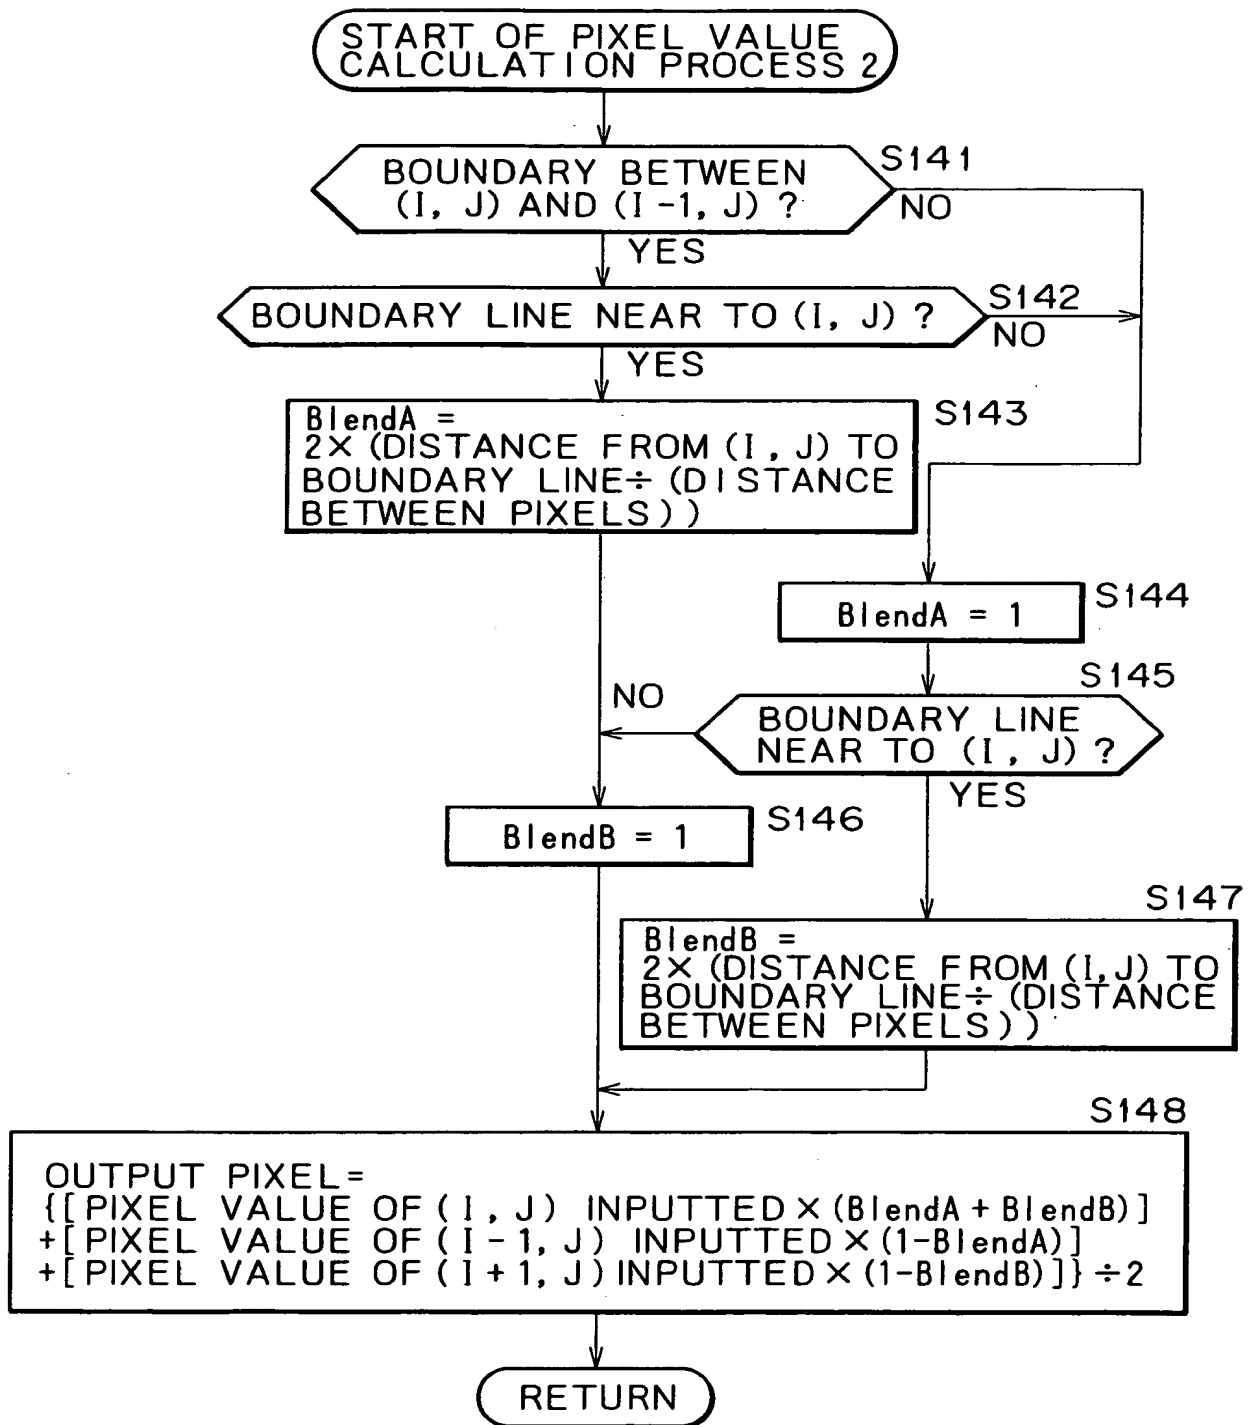 START OF PIXEL VALUE
CALCULATION PROCESS 2
S141
BOUNDARY BETWEEN
(I, J) AND (I-1, J) ?
NO
YES
S142
BOUNDARY LINE NEAR TO (I, J) ?
NO
YES
S143
BlendA =
2× (DISTANCE FROM (I, J) TO
BOUNDARY LINE÷ (DISTANCE
BETWEEN PIXELS))
S144
BlendA = 1
S145
NO
BOUNDARY LINE
NEAR TO (I, J) ?
YES
S146
BlendB = 1
S147
BlendB =
2× (DISTANCE FROM (I, J) TO
BOUNDARY LINE÷ (DISTANCE
BETWEEN PIXELS))
S148
OUTPUT PIXEL=
{[PIXEL VALUE OF (I, J) INPUTTED × (BlendA + BlendB)]
+[PIXEL VALUE OF (I-1, J) INPUTTED × (1-BlendA)]
+[PIXEL VALUE OF (I+1, J) INPUTTED × (1-BlendB)]} ÷2
RETURN